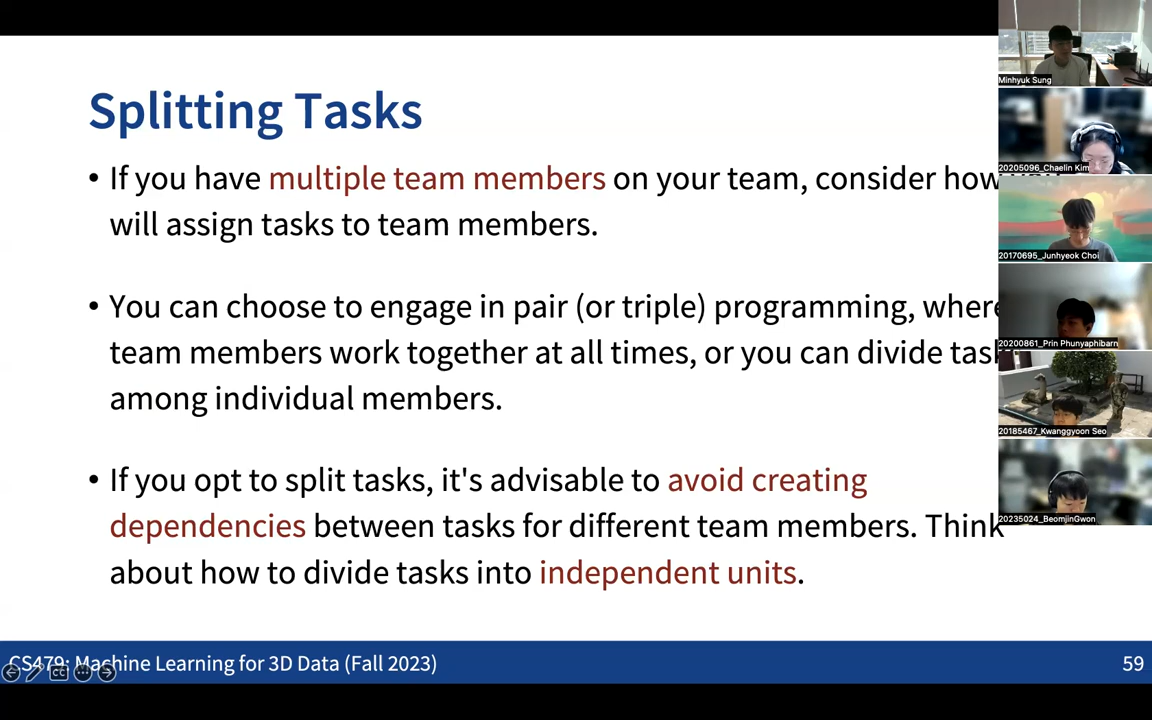 Splitting Tasks
• If you have multiple team members on your team, consider how
will assign tasks to team members.
• You can choose to engage in pair (or triple) programming, where
team members work together at all times, or you can divide
among individual members.
• If you opt to split tasks, it's advisable to avoid creating
dependencies between tasks for different team members. Think
about how to divide tasks into independent units.
CS479: Machine Learning for 3D Data (Fall 2023)
59
Minhyuk Sung
20205096_Chaelin Kim
20170695_Junhyeok Choi
20200861_Prin Phunyaphibarn
20185467_Kwanggyoon Seo
20235024_BeomjinGwon